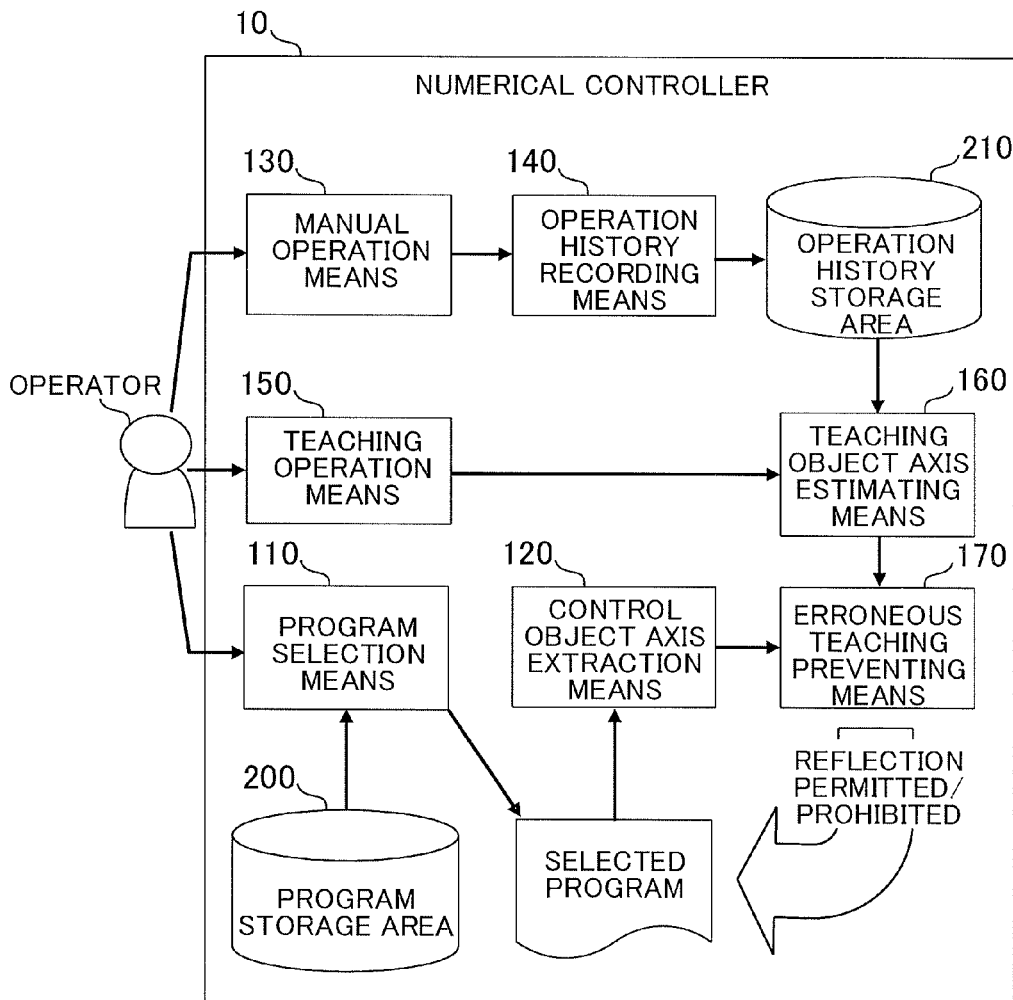 10
NUMERICAL CONTROLLER
130
MANUAL
OPERATION
MEANS
140
OPERATION
HISTORY
RECORDING
MEANS
210
OPERATION
HISTORY
STORAGE
AREA
OPERATOR
150
TEACHING
OPERATION
MEANS
160
TEACHING
OBJECT AXIS
ESTIMATING
MEANS
110
PROGRAM
SELECTION
MEANS
120
CONTROL
OBJECT AXIS
EXTRACTION
MEANS
170
ERRONEOUS
TEACHING
PREVENTING
MEANS
200
PROGRAM
STORAGE AREA
SELECTED
PROGRAM
REFLECTION
PERMITTED/
PROHIBITED